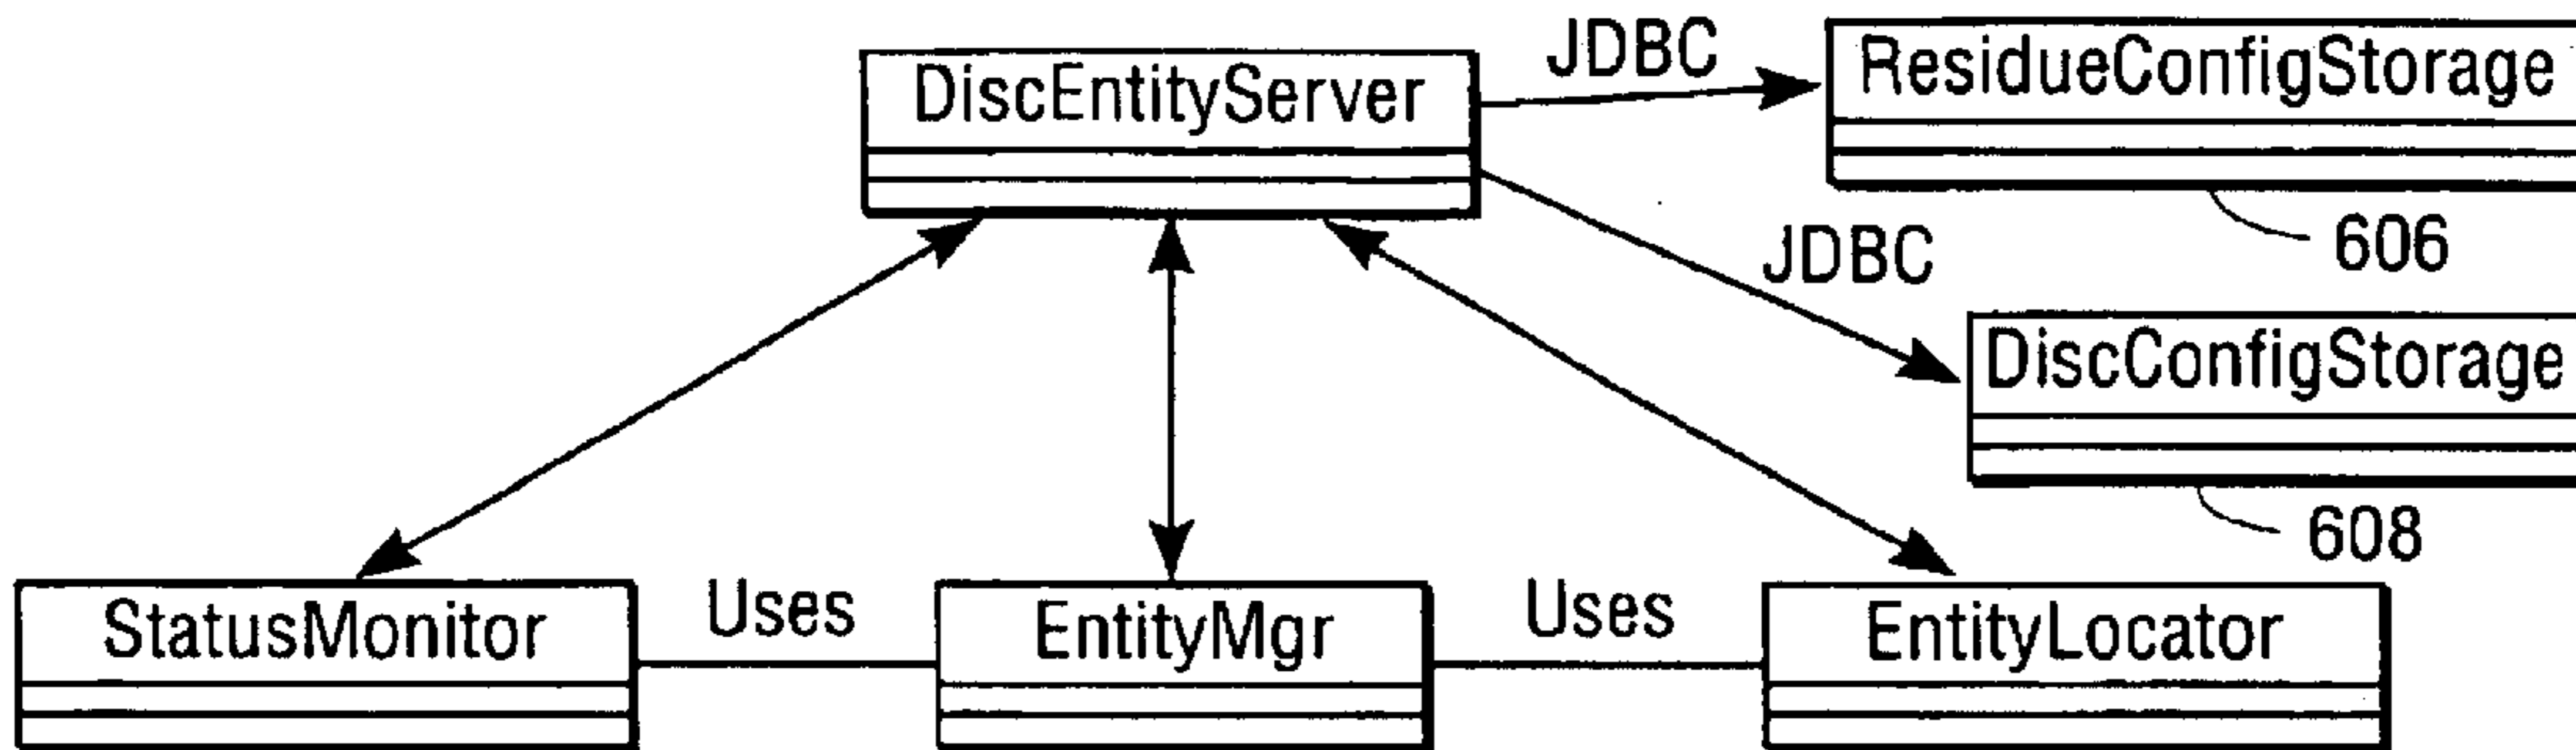 JDBC
ResidueConfigStorage
DiscEntityServer
606
JDBC
DiscConfigStorage
608
StatusMonitor
Uses
EntityMgr
Uses
EntityLocator